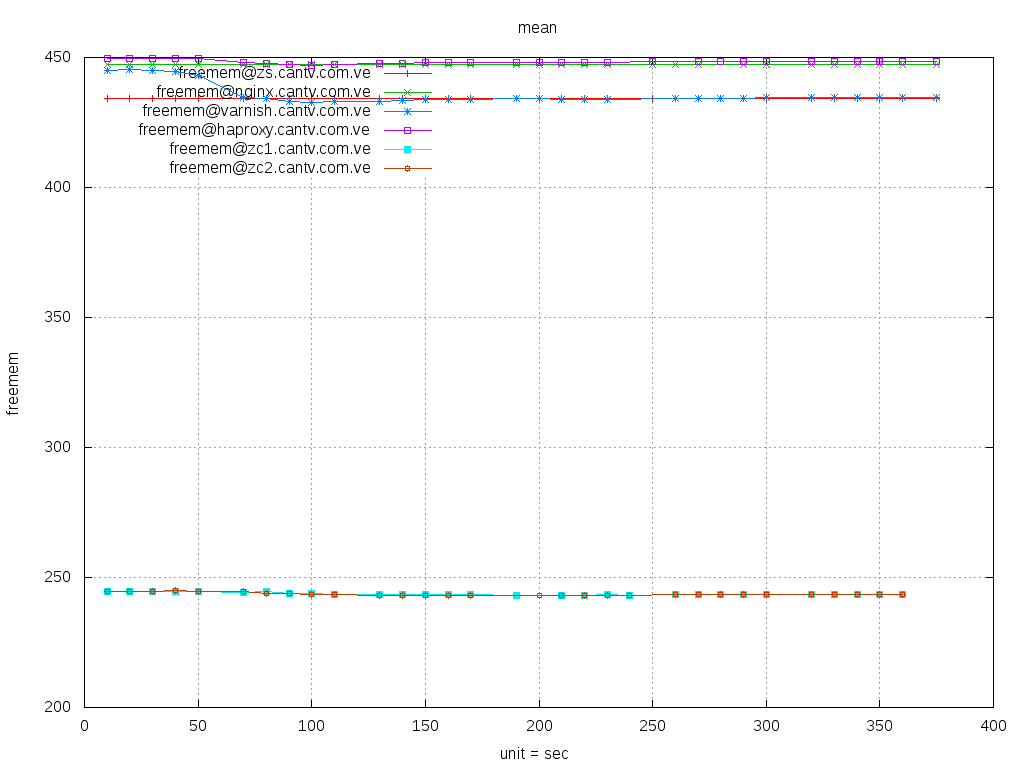 mean
450
400
350
300
250
200
freemem
freemem@zs.cantv.com.ve
freemem@nginx.cantv.com.ve
freemem@varnish.cantv.com.ve
freemem@haproxy.cantv.com.ve
freemem@zc1.cantv.com.ve
freemem@zc2.cantv.com.ve
0 50 100 150 200 250 300 350 400
unit = sec